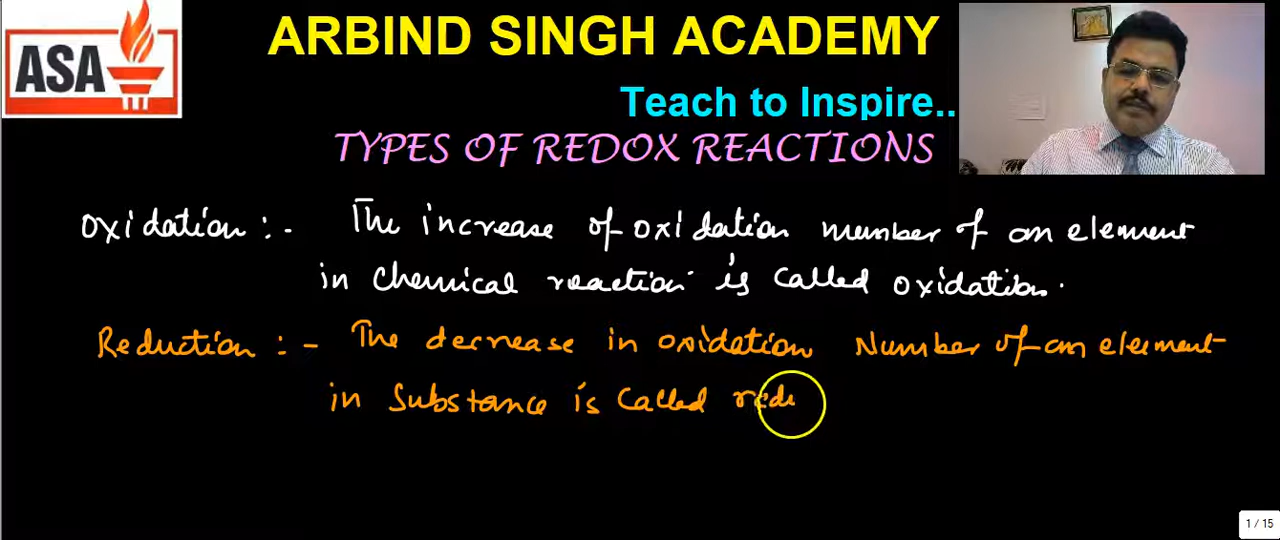 ASA
ARBIND SINGH ACADEMY
Teach to Inspire..
TYPES OF REDOX REACTIONS
Oxidation :- The increase of oxidation number of an element
in chemical reaction is called oxidation.
Reduction :- The decrease in oxidation Number of an element
in Substance is called redu
1 / 15